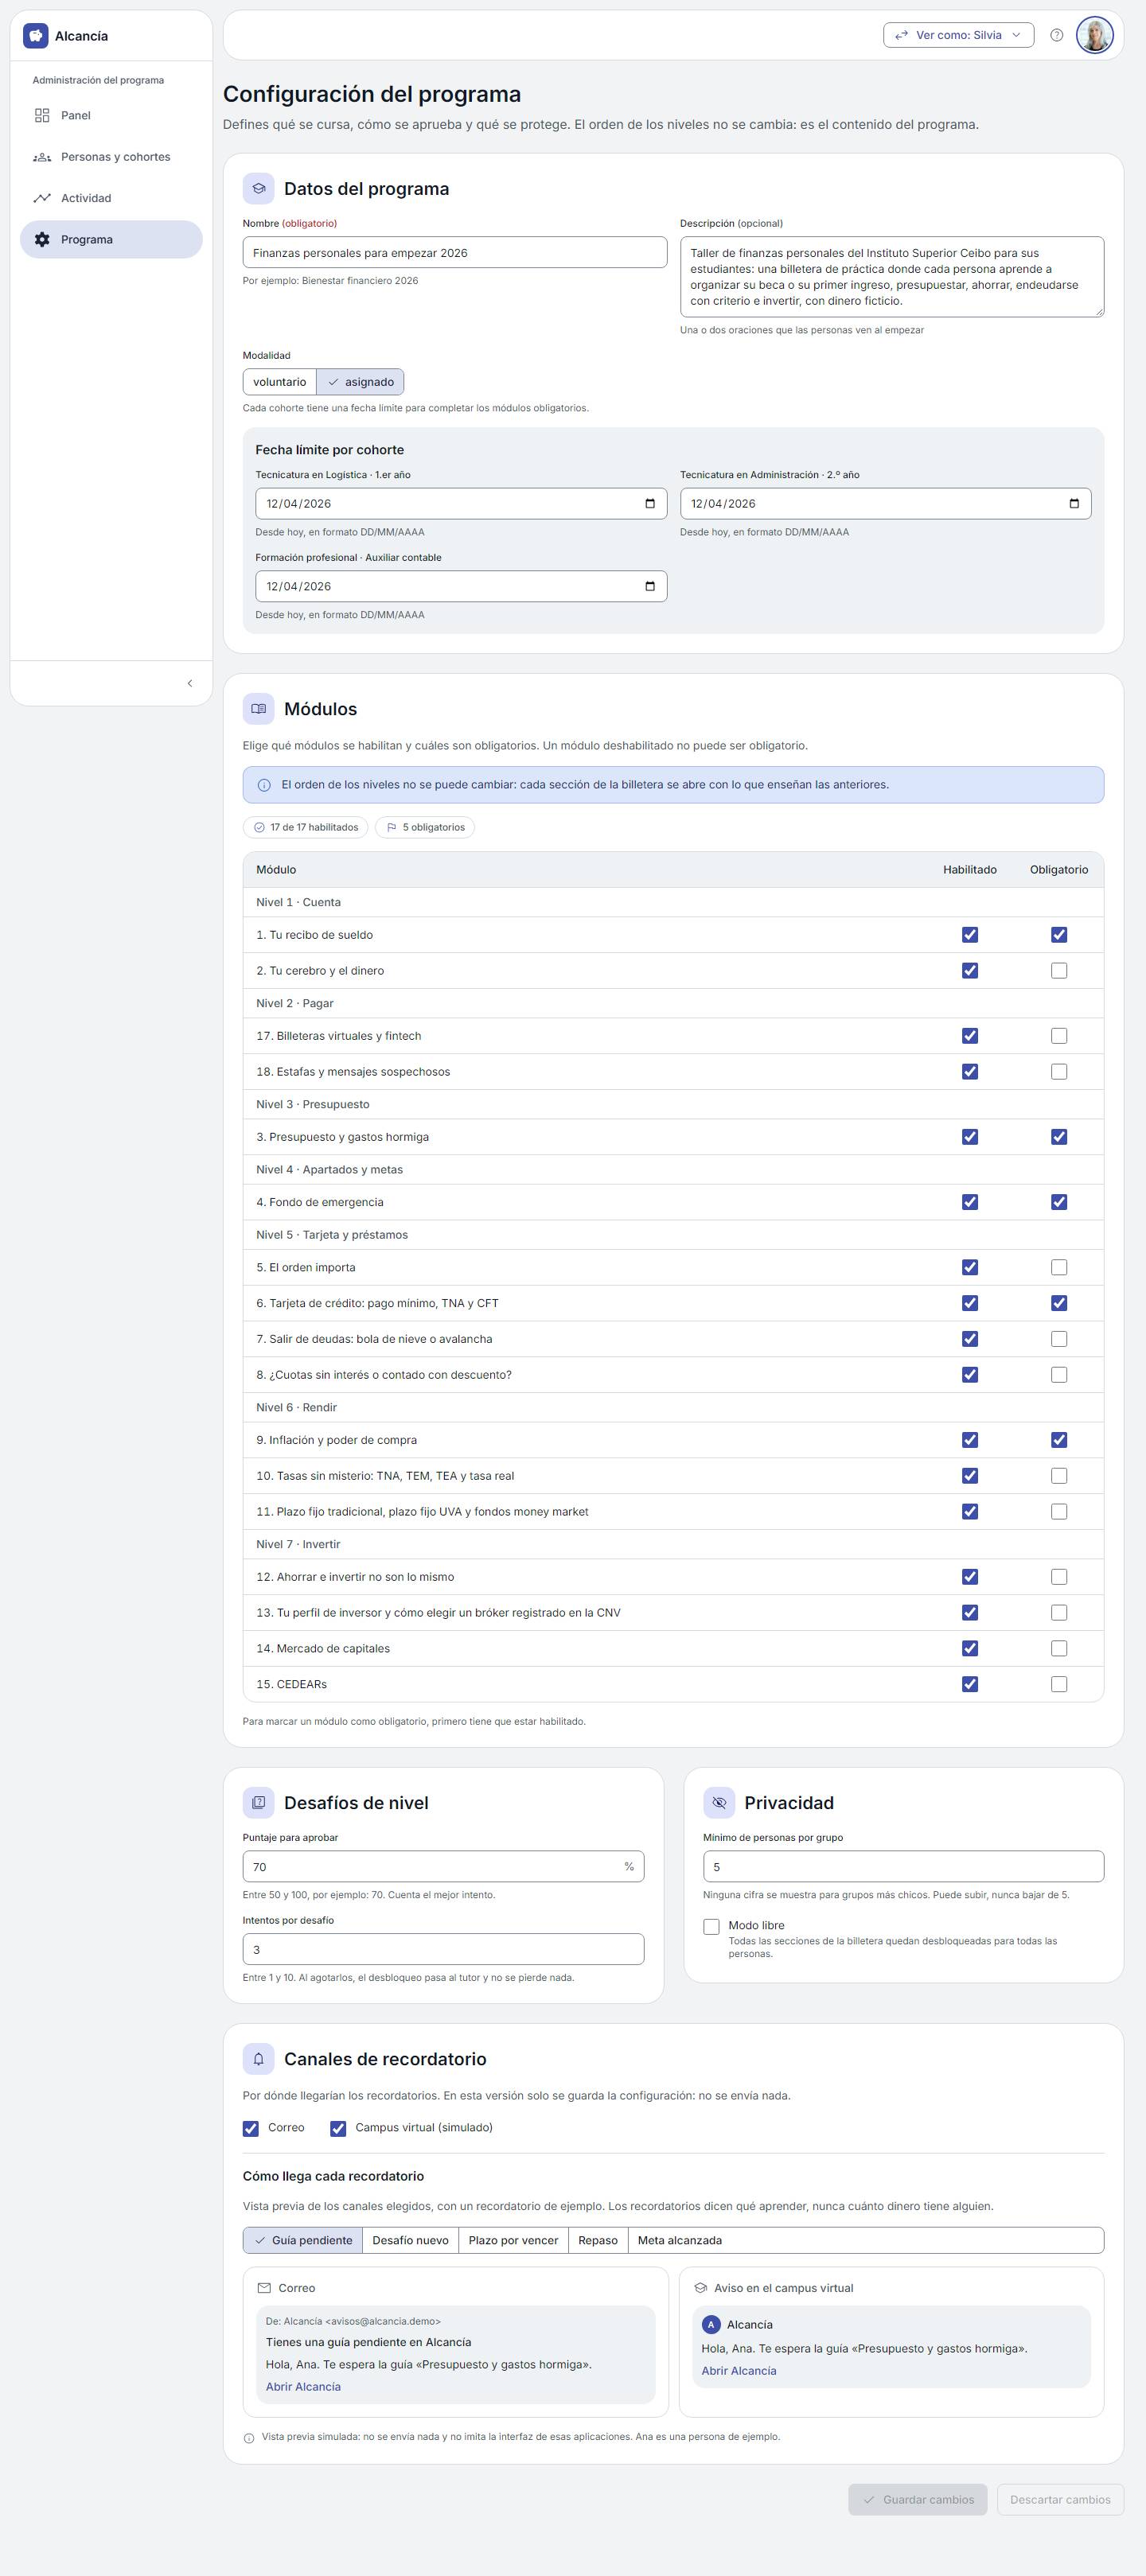 Alcancía
Ver como: Silvia
Administración del programa
Panel
Personas y cohortes
Actividad
Programa
Configuración del programa
Defines qué se cursa, cómo se aprueba y qué se protege. El orden de los niveles no se cambia: es el contenido del programa.
Datos del programa
Nombre (obligatorio)
Finanzas personales para empezar 2026
Por ejemplo: Bienestar financiero 2026
Descripción (opcional)
Taller de finanzas personales del Instituto Superior Ceibo para sus
estudiantes: una billetera de práctica donde cada persona aprende a
organizar su beca o su primer ingreso, presupuestar, ahorrar, endeudarse
con criterio e invertir, con dinero ficticio.
Una o dos oraciones que las personas ven al empezar
Modalidad
voluntario
asignado
Cada cohorte tiene una fecha límite para completar los módulos obligatorios.
Fecha límite por cohorte
Tecnicatura en Logística · 1.er año
12/04/2026
Desde hoy, en formato DD/MM/AAAA
Tecnicatura en Administración · 2.º año
12/04/2026
Desde hoy, en formato DD/MM/AAAA
Formación profesional · Auxiliar contable
12/04/2026
Desde hoy, en formato DD/MM/AAAA
Módulos
Elige qué módulos se habilitan y cuáles son obligatorios. Un módulo deshabilitado no puede ser obligatorio.
El orden de los niveles no se puede cambiar: cada sección de la billetera se abre con lo que enseñan las anteriores.
17 de 17 habilitados
5 obligatorios
Módulo Habilitado Obligatorio
Nivel 1 · Cuenta
1. Tu recibo de sueldo
2. Tu cerebro y el dinero
Nivel 2 · Pagar
17. Billeteras virtuales y fintech
18. Estafas y mensajes sospechosos
Nivel 3 · Presupuesto
3. Presupuesto y gastos hormiga
Nivel 4 · Apartados y metas
4. Fondo de emergencia
Nivel 5 · Tarjeta y préstamos
5. El orden importa
6. Tarjeta de crédito: pago mínimo, TNA y CFT
7. Salir de deudas: bola de nieve o avalancha
8. ¿Cuotas sin interés o contado con descuento?
Nivel 6 · Rendir
9. Inflación y poder de compra
10. Tasas sin misterio: TNA, TEM, TEA y tasa real
11. Plazo fijo tradicional, plazo fijo UVA y fondos money market
Nivel 7 · Invertir
12. Ahorrar e invertir no son lo mismo
13. Tu perfil de inversor y cómo elegir un bróker registrado en la CNV
14. Mercado de capitales
15. CEDEARs
Para marcar un módulo como obligatorio, primero tiene que estar habilitado.
Desafíos de nivel
Puntaje para aprobar
70 %
Entre 50 y 100, por ejemplo: 70. Cuenta el mejor intento.
Intentos por desafío
3
Entre 1 y 10. Al agotarlos, el desbloqueo pasa al tutor y no se pierde nada.
Privacidad
Mínimo de personas por grupo
5
Ninguna cifra se muestra para grupos más chicos. Puede subir, nunca bajar de 5.
Modo libre
Todas las secciones de la billetera quedan desbloqueadas para todas las
personas.
Canales de recordatorio
Por dónde llegarían los recordatorios. En esta versión solo se guarda la configuración: no se envía nada.
Correo
Campus virtual (simulado)
Cómo llega cada recordatorio
Vista previa de los canales elegidos, con un recordatorio de ejemplo. Los recordatorios dicen qué aprender, nunca cuánto dinero tiene alguien.
Guía pendiente
Desafío nuevo
Plazo por vencer
Repaso
Meta alcanzada
Correo
De: Alcancía <avisos@alcancia.demo>
Tienes una guía pendiente en Alcancía
Hola, Ana. Te espera la guía «Presupuesto y gastos hormiga».
Abrir Alcancía
Aviso en el campus virtual
A Alcancía
Hola, Ana. Te espera la guía «Presupuesto y gastos hormiga».
Abrir Alcancía
Vista previa simulada: no se envía nada y no imita la interfaz de esas aplicaciones. Ana es una persona de ejemplo.
Guardar cambios
Descartar cambios